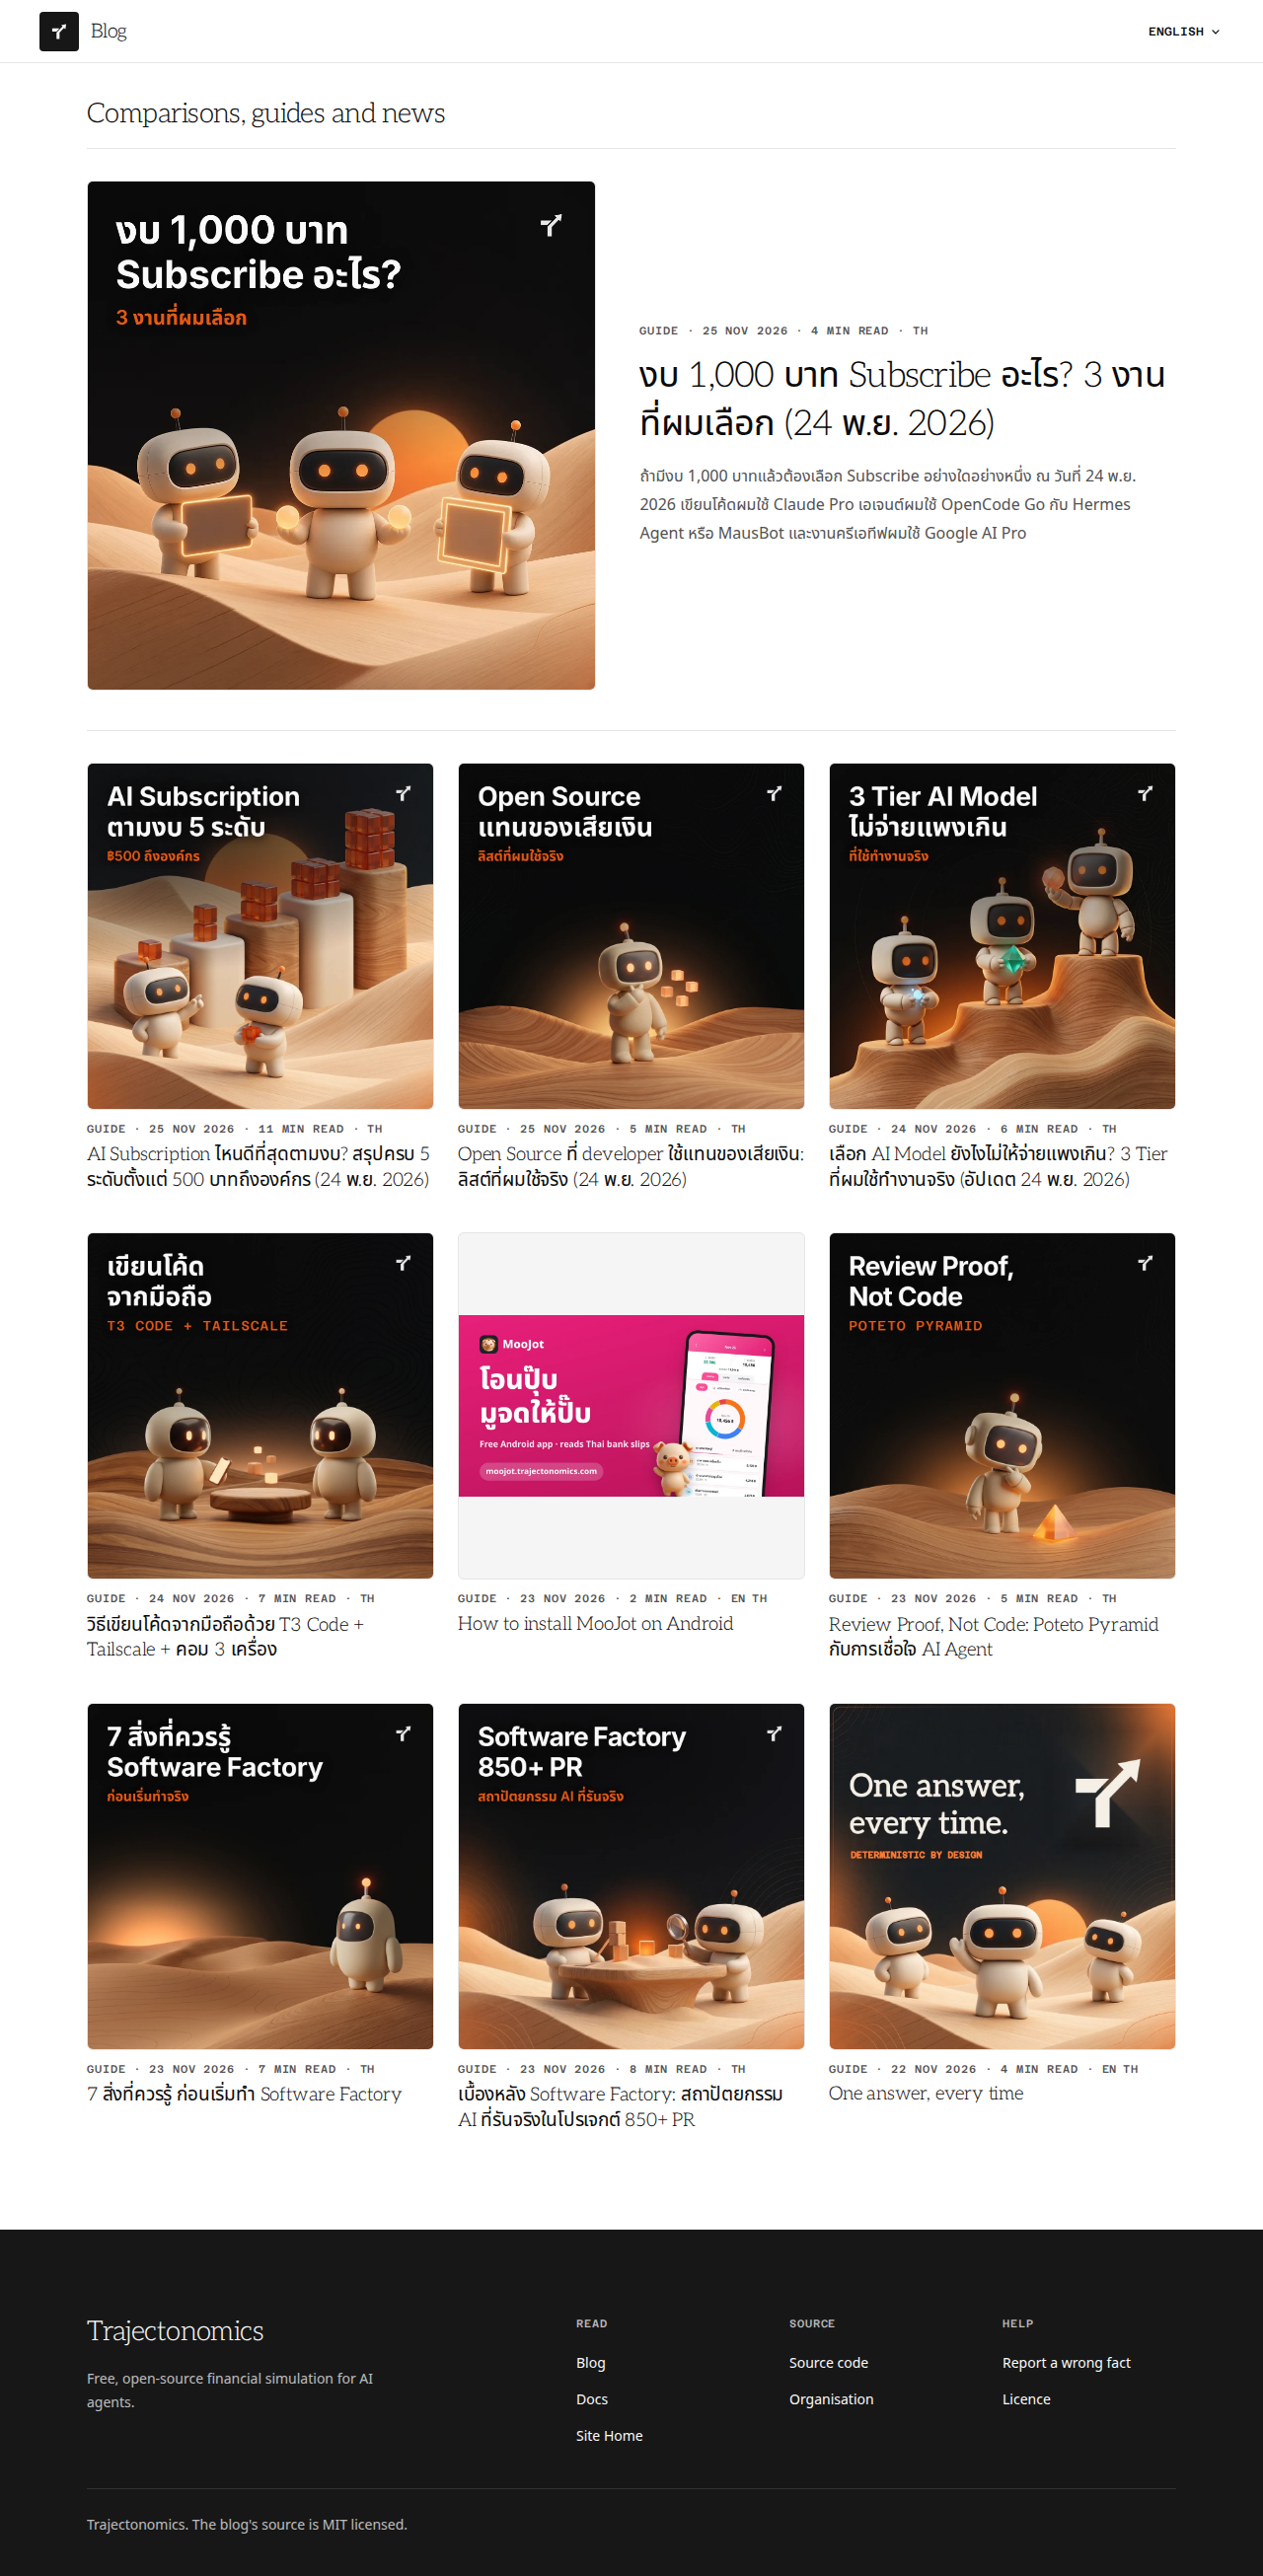 Blog
ENGLISH
Comparisons, guides and news
งบ 1,000 บาท
Subscribe อะไร?
3 งานที่ผมเลือก
GUIDE · 25 NOV 2026 · 4 MIN READ · TH
งบ 1,000 บาท Subscribe อะไร? 3 งาน
ที่ผมเลือก (24 พ.ย. 2026)
ถ้ามีงบ 1,000 บาทแล้วต้องเลือก Subscribe อย่างใดอย่างหนึ่ง ณ วันที่ 24 พ.ย.
2026 เขียนโค้ดผมใช้ Claude Pro เอเจนต์ผมใช้ OpenCode Go กับ Hermes
Agent หรือ MausBot และงานครีเอทีฟผมใช้ Google AI Pro
AI Subscription
ตามงบ 5 ระดับ
฿500 ถึงองค์กร
Open Source
แทนของเสียเงิน
ลิสต์ที่ผมใช้จริง
3 Tier AI Model
ไม่จ่ายแพงเกิน
ที่ใช้ทำงานจริง
GUIDE · 25 NOV 2026 · 11 MIN READ · TH
AI Subscription ไหนดีที่สุดตามงบ? สรุปครบ 5
ระดับตั้งแต่ 500 บาทถึงองค์กร (24 พ.ย. 2026)
GUIDE · 25 NOV 2026 · 5 MIN READ · TH
Open Source ที่ developer ใช้แทนของเสียเงิน:
ลิสต์ที่ผมใช้จริง (24 พ.ย. 2026)
GUIDE · 24 NOV 2026 · 6 MIN READ · TH
เลือก AI Model ยังไงไม่ให้จ่ายแพงเกิน? 3 Tier
ที่ผมใช้ทำงานจริง (อัปเดต 24 พ.ย. 2026)
เขียนโค้ด
จากมือถือ
T3 CODE + TAILSCALE
MooJot
โอนปุ๊บ
มูจดให้ปั๊บ
Free Android app · reads Thai bank slips
moojot.trajectonomics.com
Review Proof,
Not Code
POTETO PYRAMID
GUIDE · 24 NOV 2026 · 7 MIN READ · TH
วิธีเขียนโค้ดจากมือถือด้วย T3 Code +
Tailscale + คอม 3 เครื่อง
GUIDE · 23 NOV 2026 · 2 MIN READ · EN TH
How to install MooJot on Android
GUIDE · 23 NOV 2026 · 5 MIN READ · TH
Review Proof, Not Code: Poteto Pyramid
กับการเชื่อใจ AI Agent
7 สิ่งที่ควรรู้
Software Factory
ก่อนเริ่มทำจริง
Software Factory
850+ PR
สถาปัตยกรรม AI ที่รันจริง
One answer,
every time.
DETERMINISTIC BY DESIGN
GUIDE · 23 NOV 2026 · 7 MIN READ · TH
7 สิ่งที่ควรรู้ ก่อนเริ่มทำ Software Factory
GUIDE · 23 NOV 2026 · 8 MIN READ · TH
เบื้องหลัง Software Factory: สถาปัตยกรรม
AI ที่รันจริงในโปรเจกต์ 850+ PR
GUIDE · 22 NOV 2026 · 4 MIN READ · EN TH
One answer, every time
Trajectonomics
Free, open-source financial simulation for AI
agents.
READ
Blog
Docs
Site Home
SOURCE
Source code
Organisation
HELP
Report a wrong fact
Licence
Trajectonomics. The blog's source is MIT licensed.